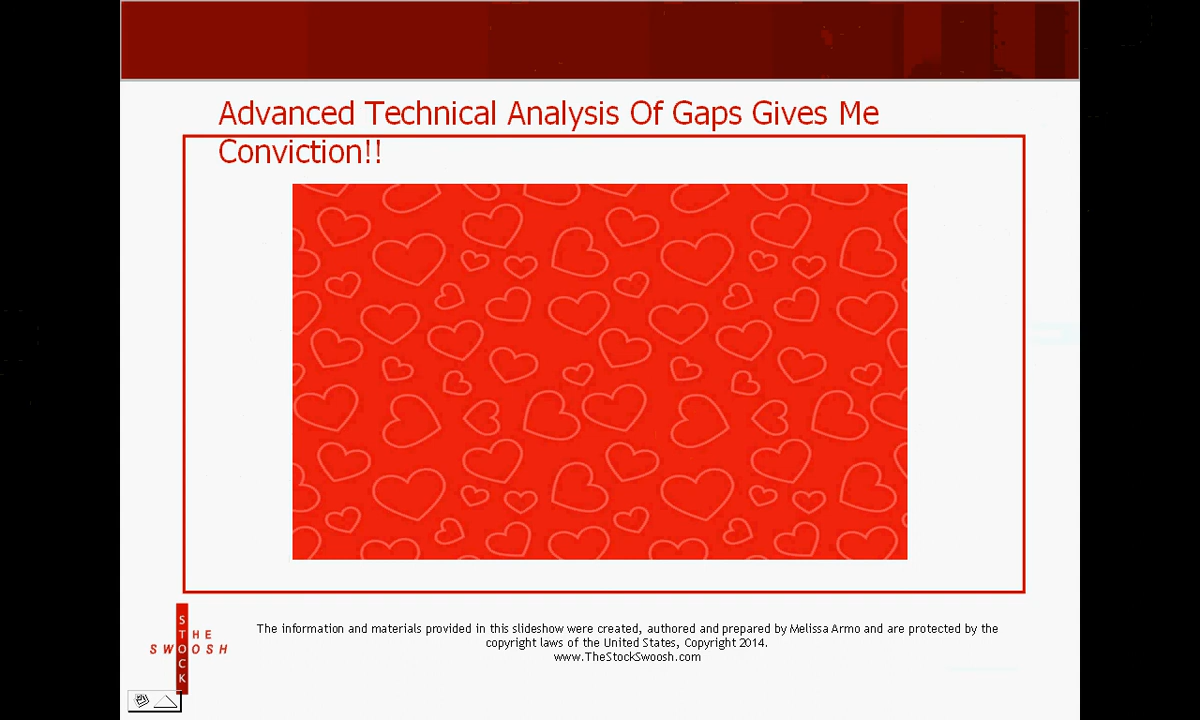 Advanced Technical Analysis Of Gaps Gives Me
Conviction!!
THE
SWOOSH
STOCK
The information and materials provided in this slideshow were created, authored and prepared by Melissa Armo and are protected by the
copyright laws of the United States, Copyright 2014.
www.TheStockSwoosh.com